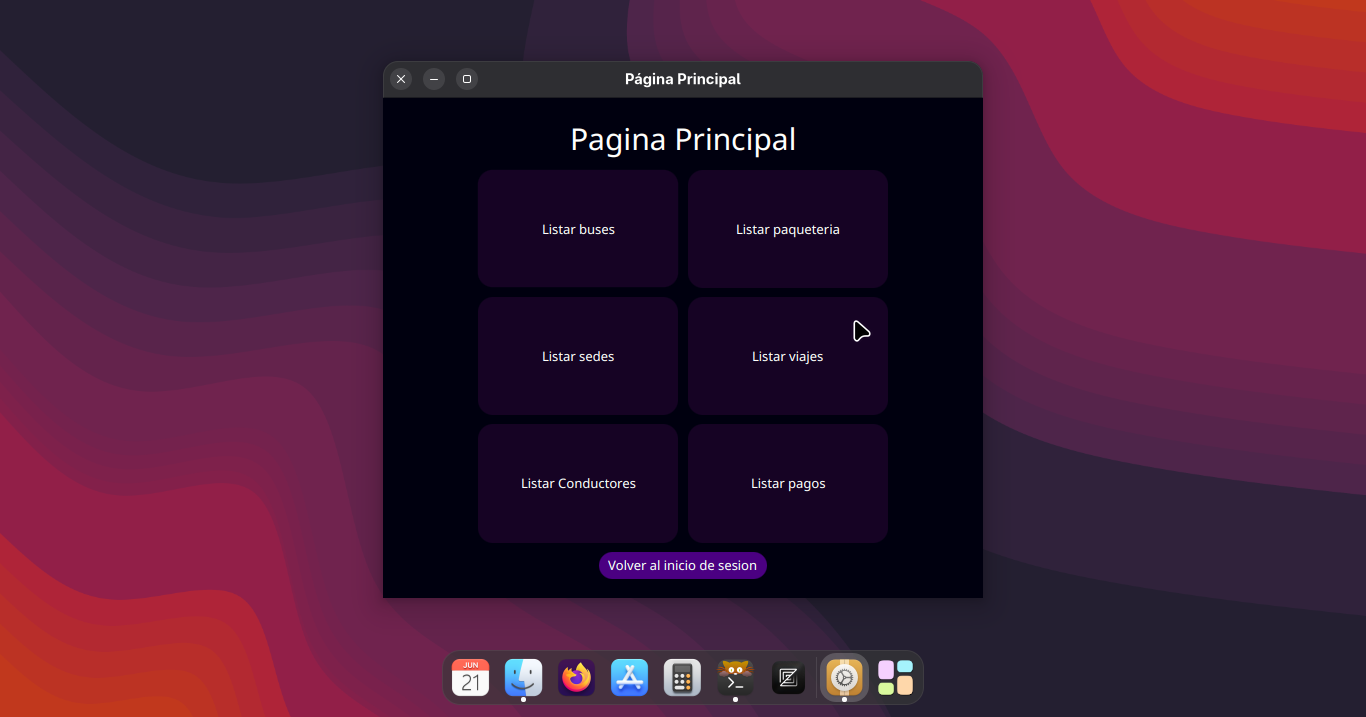 Página Principal
Pagina Principal
Listar buses
Listar paqueteria
Listar sedes
Listar viajes
Listar Conductores
Listar pagos
Volver al inicio de sesion
JUN
21